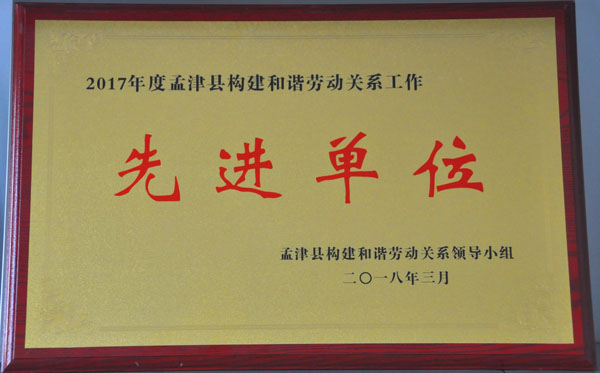 2017年度孟津县构建和谐劳动关系工作
先进单位
孟津县构建和谐劳动关系领导小组
二〇一八年三月